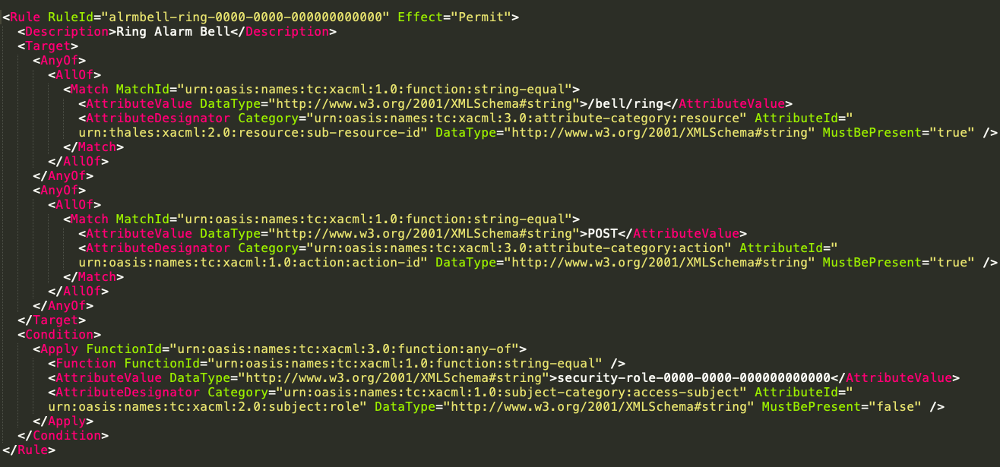 <Rule RuleId="alrmbell-ring-0000-0000-000000000000" Effect="Permit">
<Description>Ring Alarm Bell</Description>
<Target>
<AnyOf>
<AllOf>
<Match MatchId="urn:oasis:names:tc:xacml:1.0:function:string-equal">
<AttributeValue DataType="http://www.w3.org/2001/XMLSchema#string">/bell/ring</AttributeValue>
<AttributeDesignator Category="urn:oasis:names:tc:xacml:3.0:attribute-category:resource" AttributeId="
urn:thales:xacml:2.0:resource:sub-resource-id" DataType="http://www.w3.org/2001/XMLSchema#string" MustBePresent="true" />
</Match>
</AllOf>
</AnyOf>
<AnyOf>
<AllOf>
<Match MatchId="urn:oasis:names:tc:xacml:1.0:function:string-equal">
<AttributeValue DataType="http://www.w3.org/2001/XMLSchema#string">POST</AttributeValue>
<AttributeDesignator Category="urn:oasis:names:tc:xacml:3.0:attribute-category:action" AttributeId="
urn:oasis:names:tc:xacml:1.0:action:action-id" DataType="http://www.w3.org/2001/XMLSchema#string" MustBePresent="true" />
</Match>
</AllOf>
</AnyOf>
</Target>
<Condition>
<Apply FunctionId="urn:oasis:names:tc:xacml:3.0:function:any-of">
<Function FunctionId="urn:oasis:names:tc:xacml:1.0:function:string-equal" />
<AttributeValue DataType="http://www.w3.org/2001/XMLSchema#string">security-role-0000-0000-000000000000</AttributeValue>
<AttributeDesignator Category="urn:oasis:names:tc:xacml:1.0:subject-category:access-subject" AttributeId="
urn:oasis:names:tc:xacml:2.0:subject:role" DataType="http://www.w3.org/2001/XMLSchema#string" MustBePresent="false" />
</Apply>
</Condition>
</Rule>